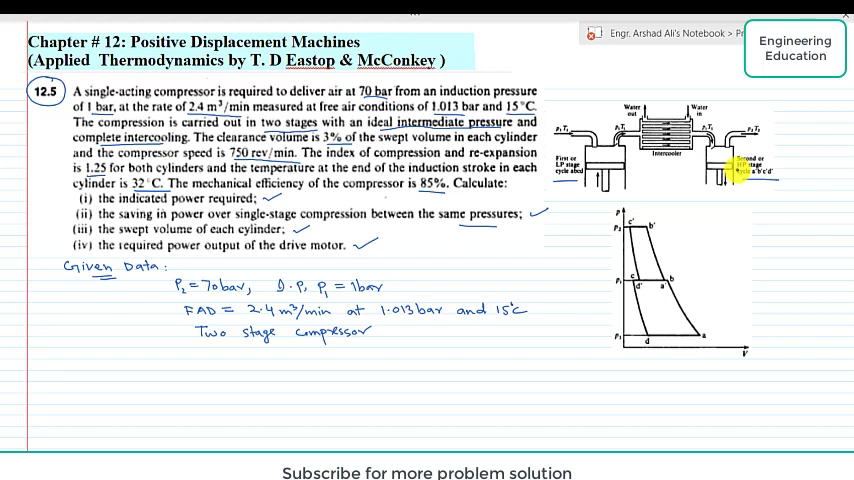 Engr. Arshad Ali's Notebook > Pr
Engineering
Education
Chapter # 12: Positive Displacement Machines
(Applied Thermodynamics by T. D Eastop & McConkey )
12.5 A single-acting compressor is required to deliver air at 70 bar from an induction pressure
of 1 bar, at the rate of 2.4 m³/min measured at free air conditions of 1.013 bar and 15 °C.
The compression is carried out in two stages with an ideal intermediate pressure and
complete intercooling. The clearance volume is 3% of the swept volume in each cylinder
and the compressor speed is 750 rev/min. The index of compression and re-expansion
is 1.25 for both cylinders and the temperature at the end of the induction stroke in each
cylinder is 32 °C. The mechanical efficiency of the compressor is 85%. Calculate:
(i) the indicated power required;
(ii) the saving in power over single-stage compression between the same pressures;
(iii) the swept volume of each cylinder;
(iv) the required power output of the drive motor.
Given Data:
P₂ = 70bar, I.P, P₁ = 1bar
FAD = 2.4 m³/min at 1.013bar and 15°C
Two stage compressor
Water
out
Water
in
P₁T₁
PᵢTᵢ
PᵢT₁
P₂Tᵢ
Intercooler
First or
LP stage
cycle abcd
Second or
HP stage
cycle a'b'c'd'
P
P₂
c'
b'
Pᵢ
c
d'
a'
b
P₁
d
a
V
Subscribe for more problem solution